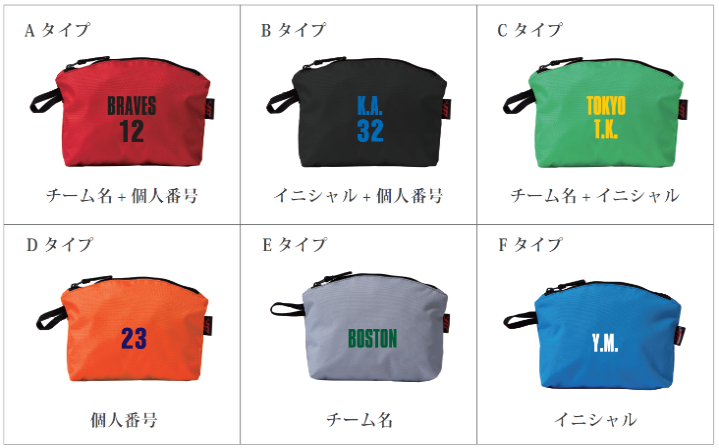 A タイプ
BRAVES
12
チーム名 + 個人番号
B タイプ
K.A.
32
イニシャル + 個人番号
C タイプ
TOKYO
T.K.
チーム名 + イニシャル
D タイプ
23
個人番号
E タイプ
BOSTON
チーム名
F タイプ
Y.M.
イニシャル